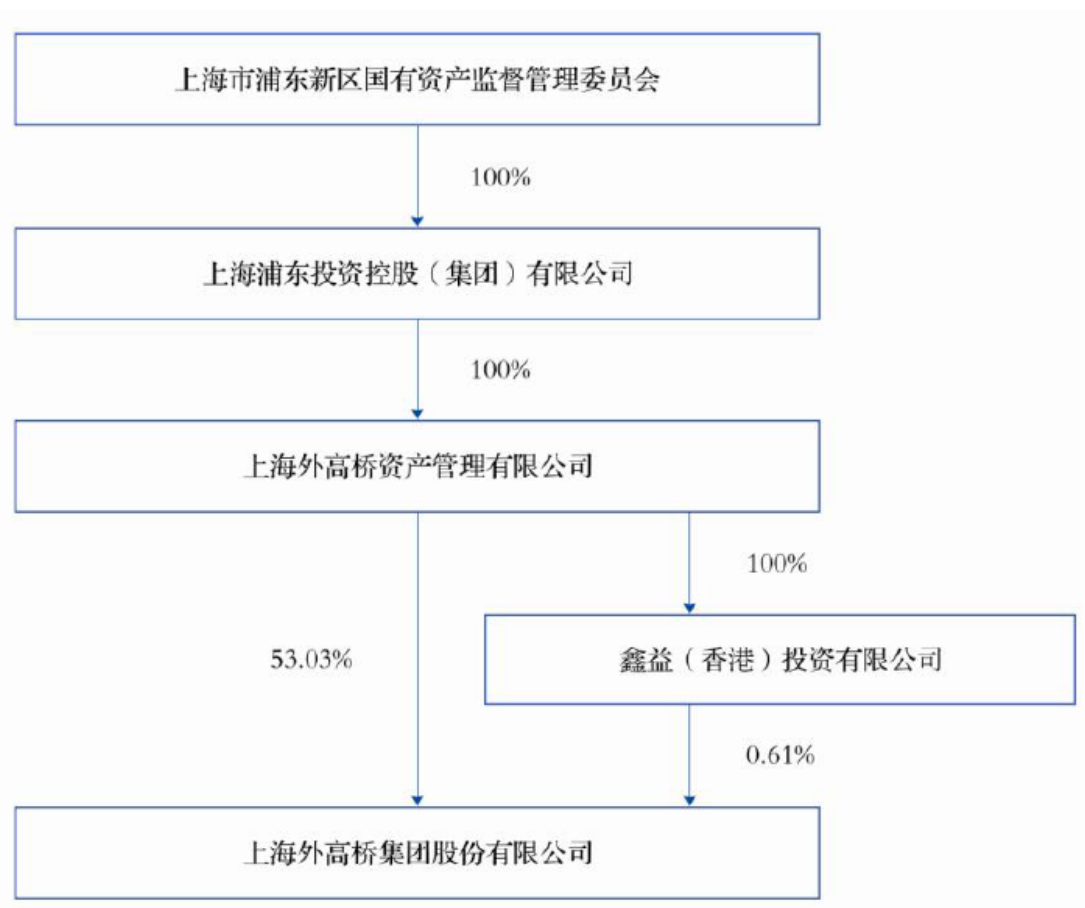 上海市浦东新区国有资产监督管理委员会
100%
上海浦东投资控股（集团）有限公司
100%
上海外高桥资产管理有限公司
100%
53.03%
鑫益（香港）投资有限公司
0.61%
上海外高桥集团股份有限公司